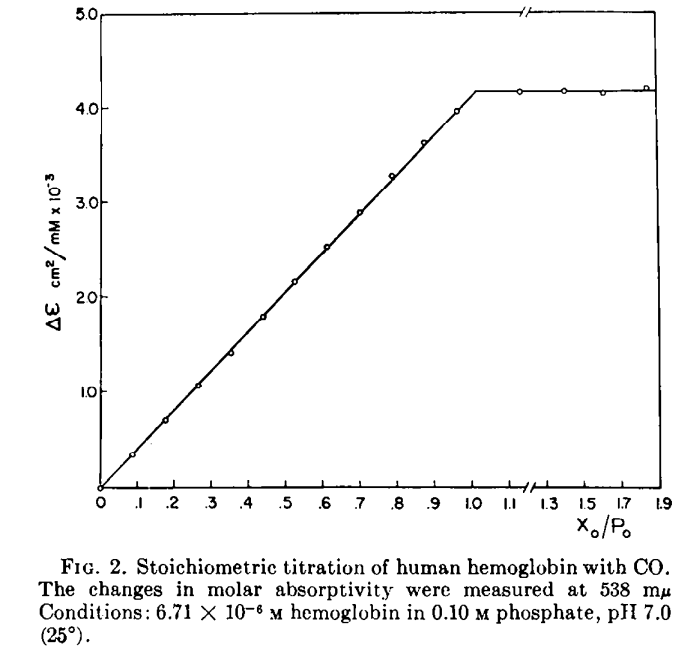 5.0
4.0
3.0
2.0
1.0
Δε cm²/mM x 10⁻³
0 .1 .2 .3 .4 .5 .6 .7 .8 .9 1.0 1.1 1.3 1.5 1.7 1.9
X₀/P₀
FIG. 2. Stoichiometric titration of human hemoglobin with CO.
The changes in molar absorptivity were measured at 538 mμ
Conditions: 6.71 × 10⁻⁶ M hemoglobin in 0.10 M phosphate, pH 7.0
(25°).